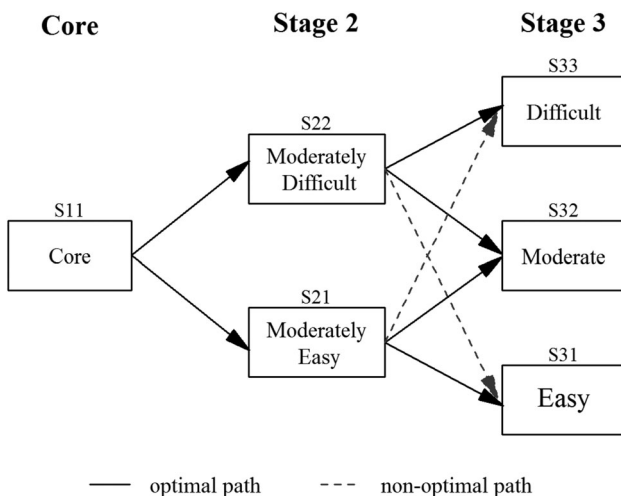 Core
Stage 2
Stage 3
S33
Difficult
S22
Moderately
Difficult
S11
Core
S32
Moderate
S21
Moderately
Easy
S31
Easy
optimal path
non-optimal path